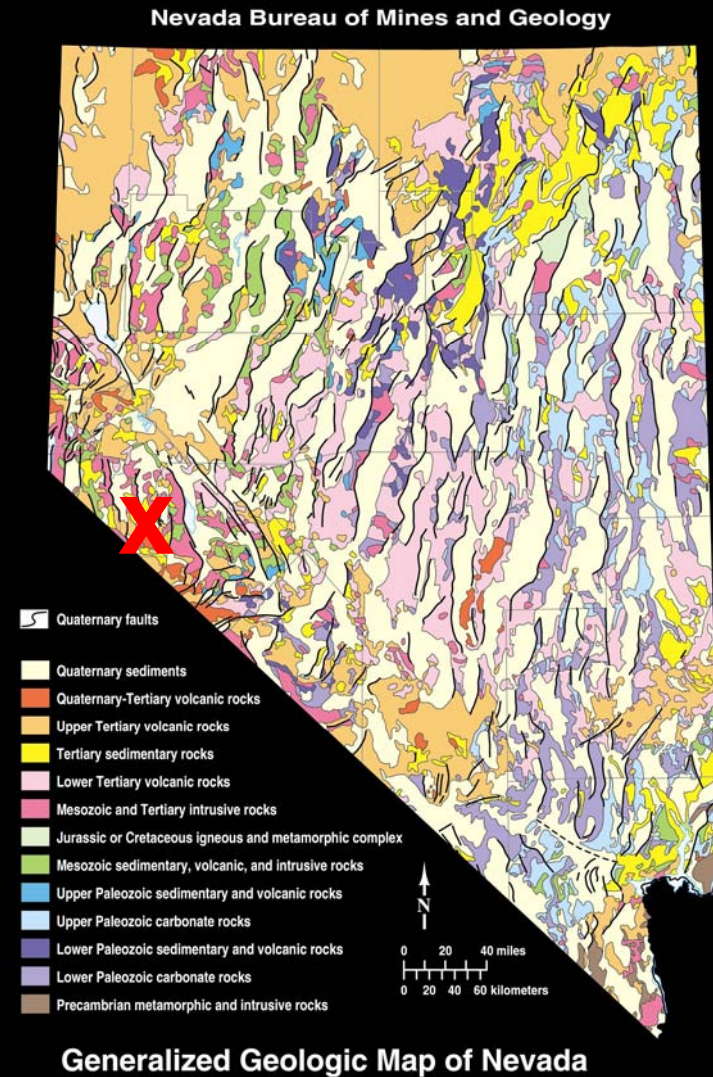 Nevada Bureau of Mines and Geology
X
Quaternary faults
Quaternary sediments
Quaternary-Tertiary volcanic rocks
Upper Tertiary volcanic rocks
Tertiary sedimentary rocks
Lower Tertiary volcanic rocks
Mesozoic and Tertiary intrusive rocks
Jurassic or Cretaceous igneous and metamorphic complex
Mesozoic sedimentary, volcanic, and intrusive rocks
Upper Paleozoic sedimentary and volcanic rocks
Upper Paleozoic carbonate rocks
Lower Paleozoic sedimentary and volcanic rocks
Lower Paleozoic carbonate rocks
Precambrian metamorphic and intrusive rocks
N
0 20 40 miles
0 20 40 60 kilometers
Generalized Geologic Map of Nevada